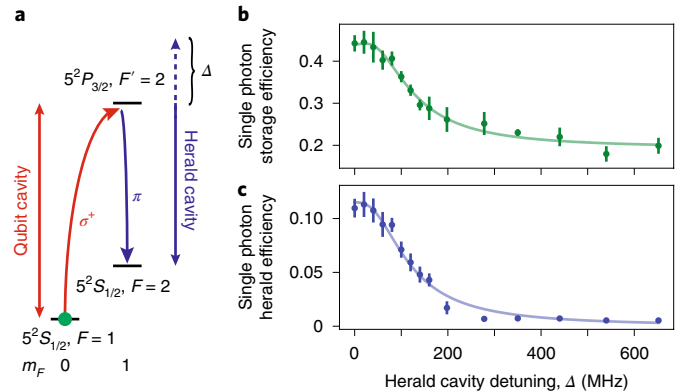 a
Qubit cavity
5²P₃/₂, F′ = 2
Δ
σ⁺
π
Herald cavity
5²S₁/₂, F = 2
5²S₁/₂, F = 1
m_F 0 1
b
Single photon
storage efficiency
0.4
0.3
0.2
c
Single photon
herald efficiency
0.10
0.05
0
0 200 400 600
Herald cavity detuning, Δ (MHz)